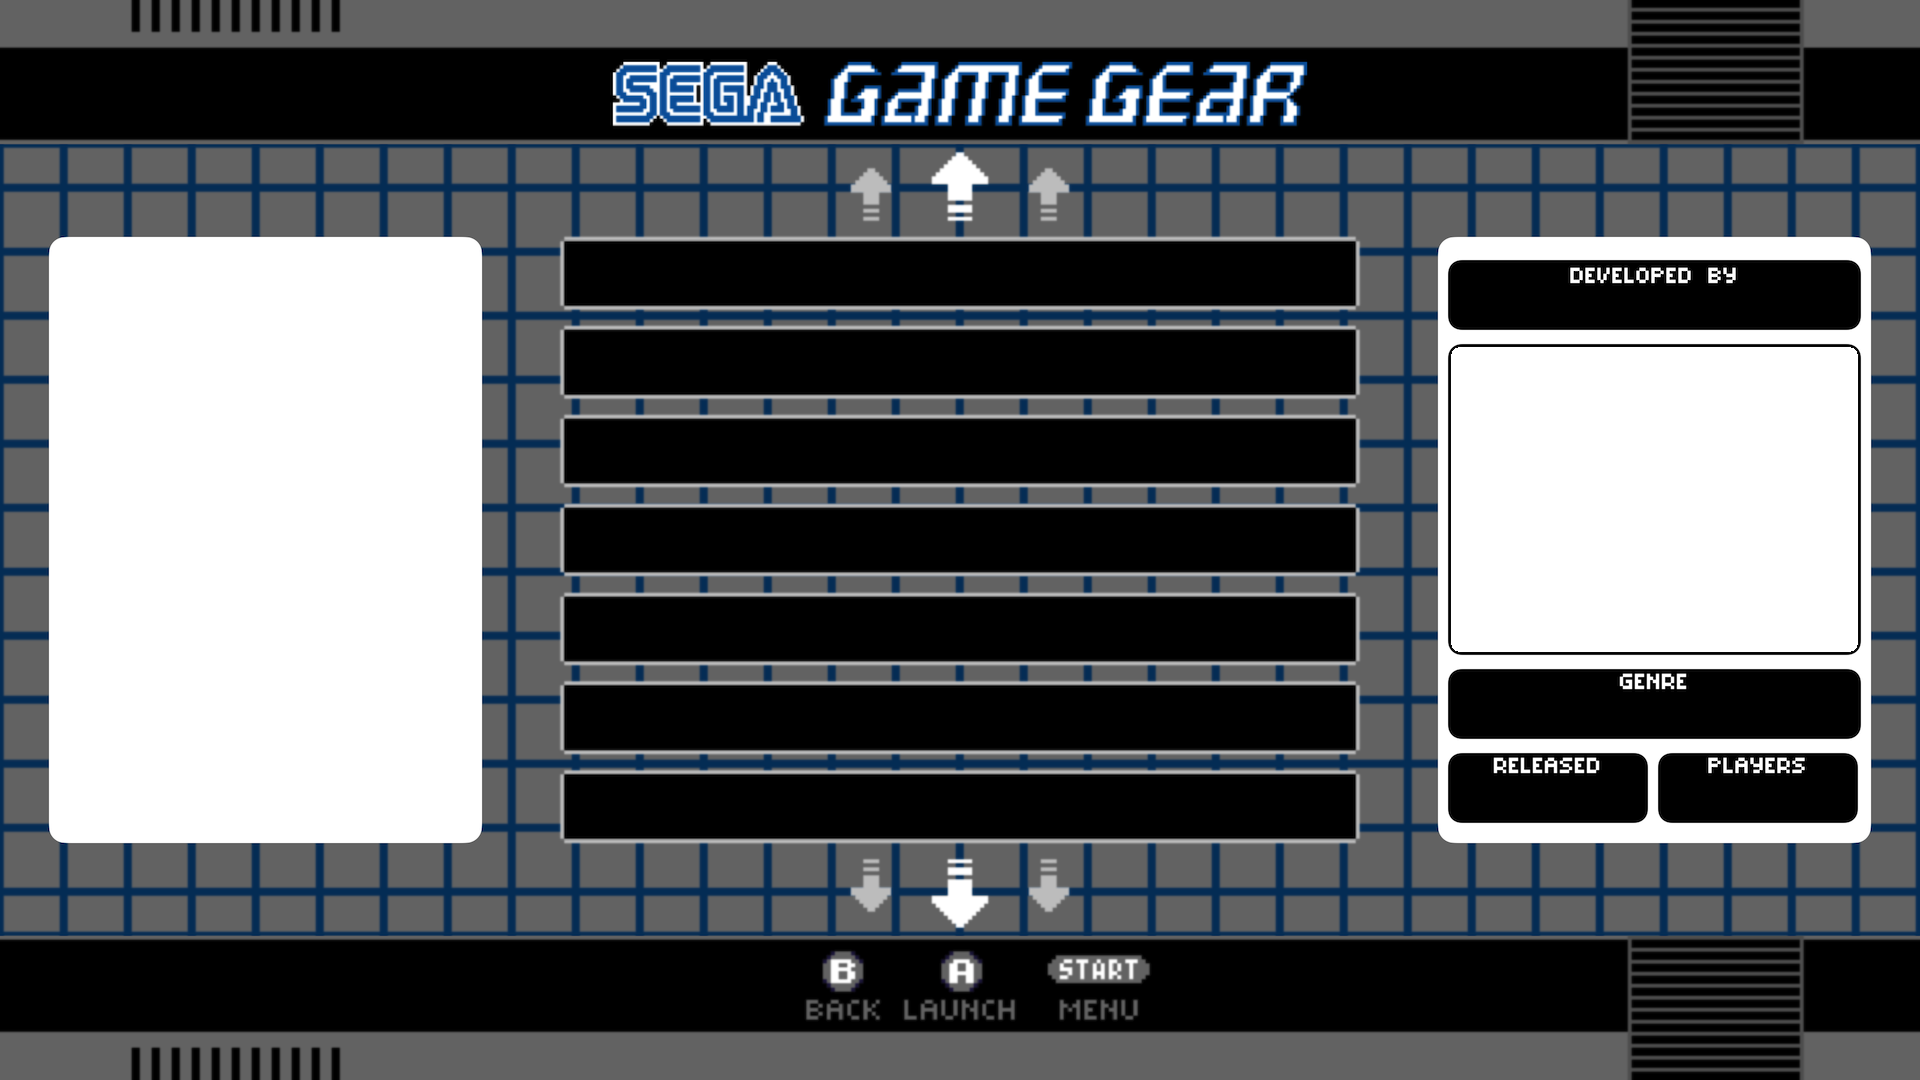 SEGA GAME GEAR
DEVELOPED BY
GENRE
RELEASED PLAYERS
B A START
BACK LAUNCH MENU